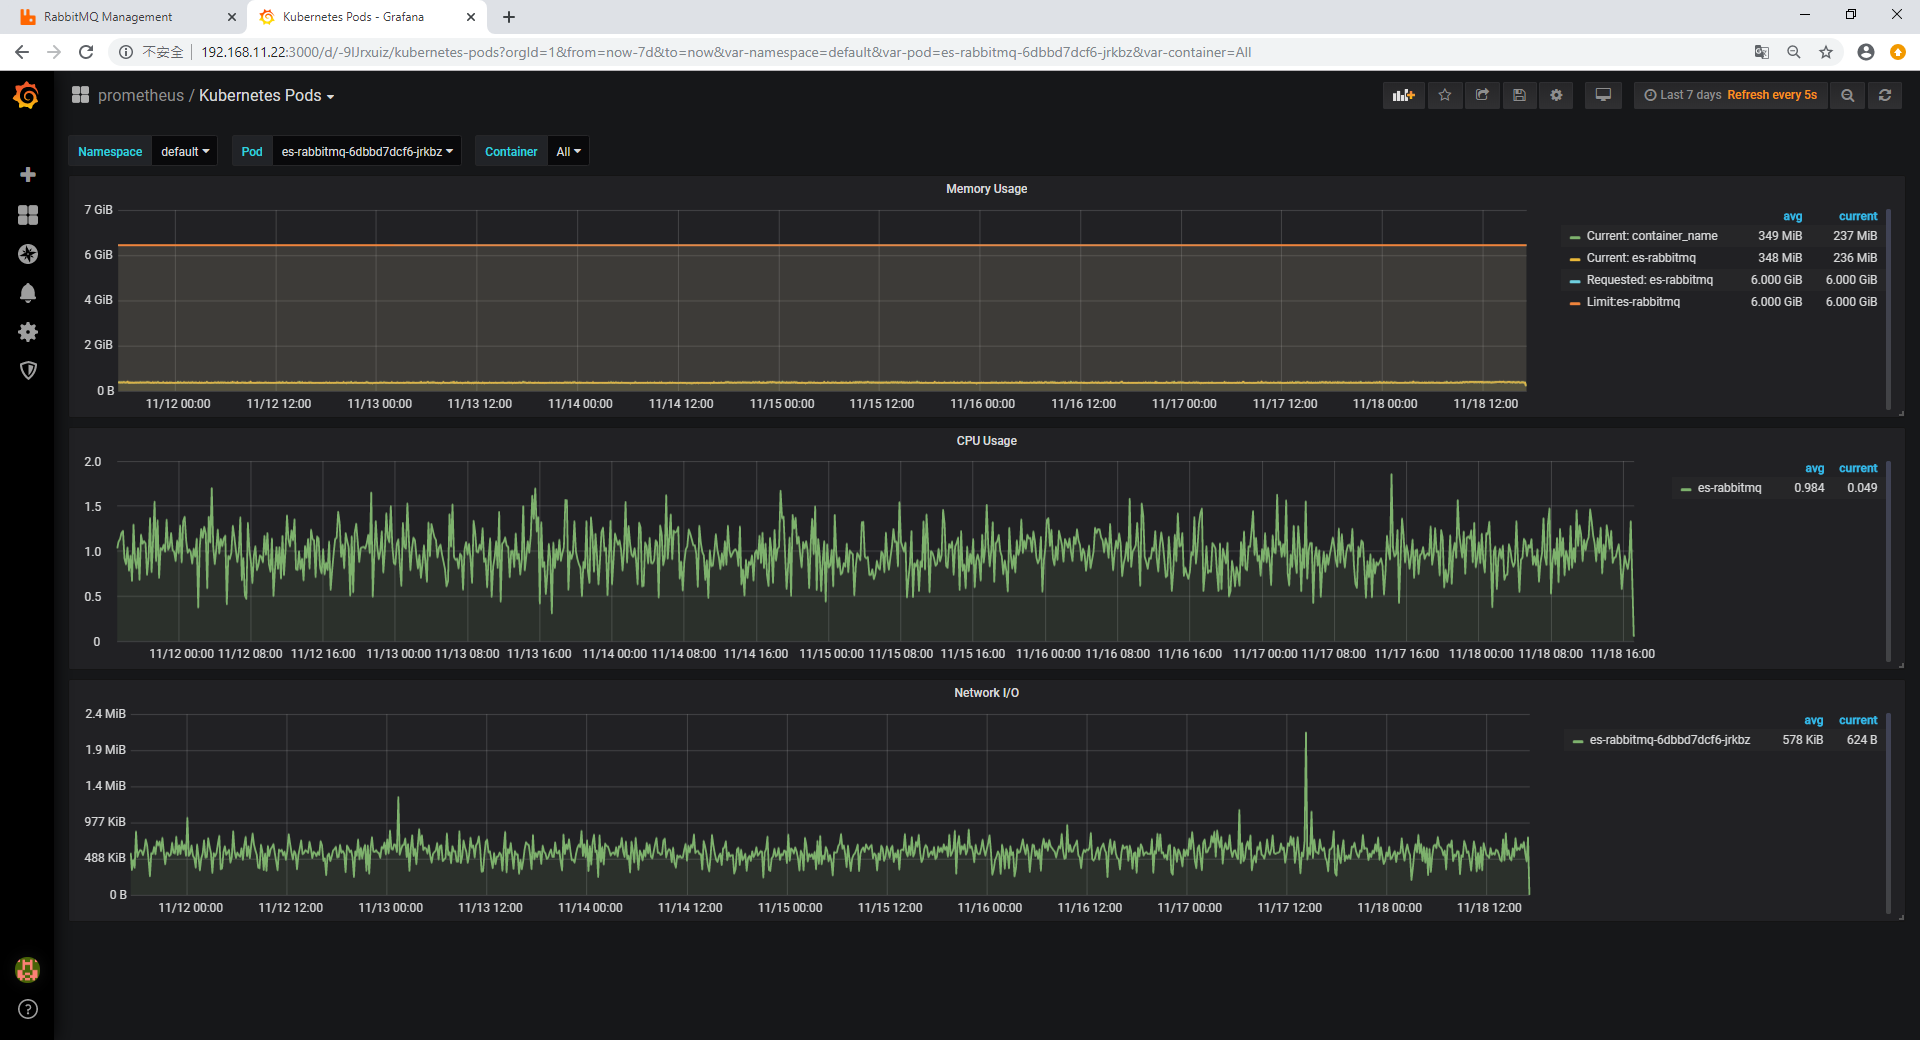 RabbitMQ Management
Kubernetes Pods - Grafana
不安全
192.168.11.22:3000/d/-9IJrxuiz/kubernetes-pods?orgId=1&from=now-7d&to=now&var-namespace=default&var-pod=es-rabbitmq-6dbbd7dcf6-jrkbz&var-container=All
prometheus / Kubernetes Pods
Last 7 days Refresh every 5s
Namespace default Pod es-rabbitmq-6dbbd7dcf6-jrkbz Container All
Memory Usage
7 GiB
6 GiB
4 GiB
2 GiB
0 B
11/12 00:00 11/12 12:00 11/13 00:00 11/13 12:00 11/14 00:00 11/14 12:00 11/15 00:00 11/15 12:00 11/16 00:00 11/16 12:00 11/17 00:00 11/17 12:00 11/18 00:00 11/18 12:00
avg current
Current: container_name 349 MiB 237 MiB
Current: es-rabbitmq 348 MiB 236 MiB
Requested: es-rabbitmq 6.000 GiB 6.000 GiB
Limit:es-rabbitmq 6.000 GiB 6.000 GiB
CPU Usage
2.0
1.5
1.0
0.5
0
11/12 00:00 11/12 08:00 11/12 16:00 11/13 00:00 11/13 08:00 11/13 16:00 11/14 00:00 11/14 08:00 11/14 16:00 11/15 00:00 11/15 08:00 11/15 16:00 11/16 00:00 11/16 08:00 11/16 16:00 11/17 00:00 11/17 08:00 11/17 16:00 11/18 00:00 11/18 08:00 11/18 16:00
avg current
es-rabbitmq 0.984 0.049
Network I/O
2.4 MiB
1.9 MiB
1.4 MiB
977 KiB
488 KiB
0 B
11/12 00:00 11/12 12:00 11/13 00:00 11/13 12:00 11/14 00:00 11/14 12:00 11/15 00:00 11/15 12:00 11/16 00:00 11/16 12:00 11/17 00:00 11/17 12:00 11/18 00:00 11/18 12:00
avg current
es-rabbitmq-6dbbd7dcf6-jrkbz 578 KiB 624 B